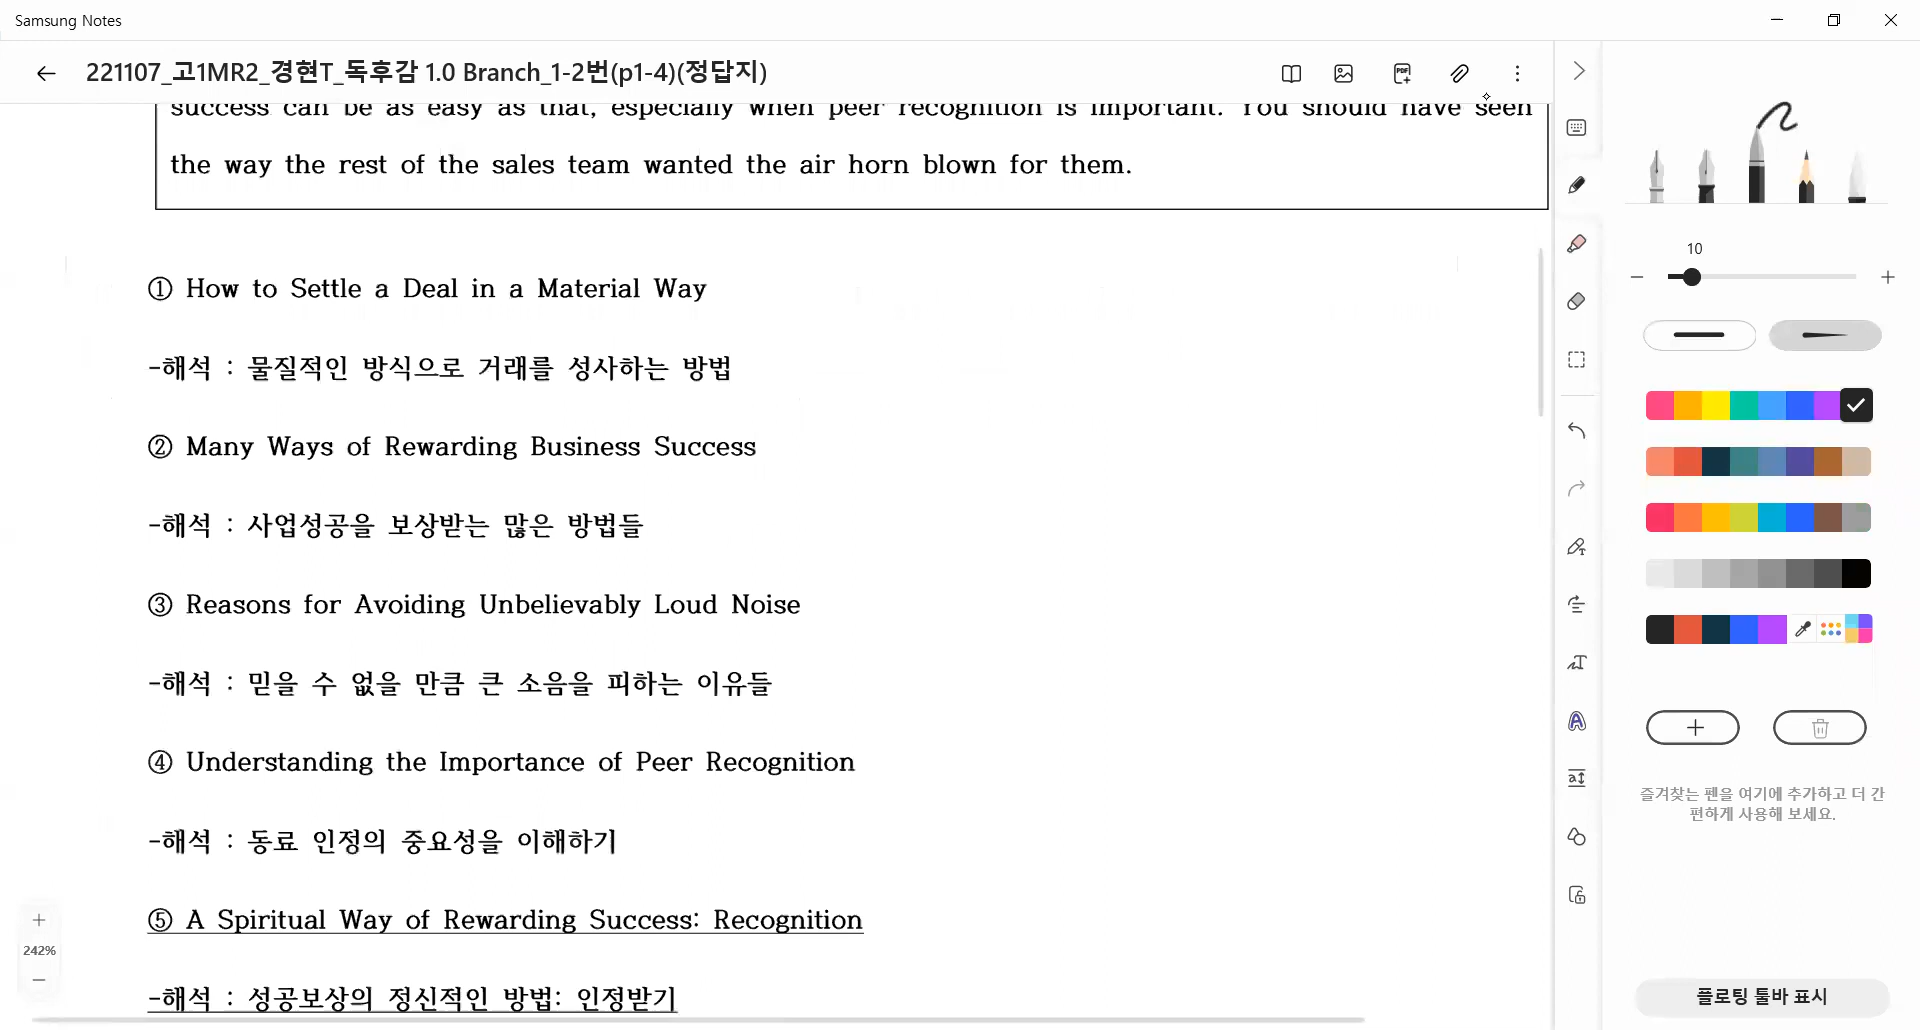 Samsung Notes
221107_고1MR2_경현T_독후감 1.0 Branch_1-2번(p1-4)(정답지)
success can be as easy as that, especially when peer recognition is important. You should have seen
the way the rest of the sales team wanted the air horn blown for them.
① How to Settle a Deal in a Material Way
-해석 : 물질적인 방식으로 거래를 성사하는 방법
② Many Ways of Rewarding Business Success
-해석 : 사업성공을 보상받는 많은 방법들
③ Reasons for Avoiding Unbelievably Loud Noise
-해석 : 믿을 수 없을 만큼 큰 소음을 피하는 이유들
④ Understanding the Importance of Peer Recognition
-해석 : 동료 인정의 중요성을 이해하기
⑤ A Spiritual Way of Rewarding Success: Recognition
-해석 : 성공보상의 정신적인 방법: 인정받기
242%
PDF
10
즐겨찾는 펜을 여기에 추가하고 더 간
편하게 사용해 보세요.
플로팅 툴바 표시